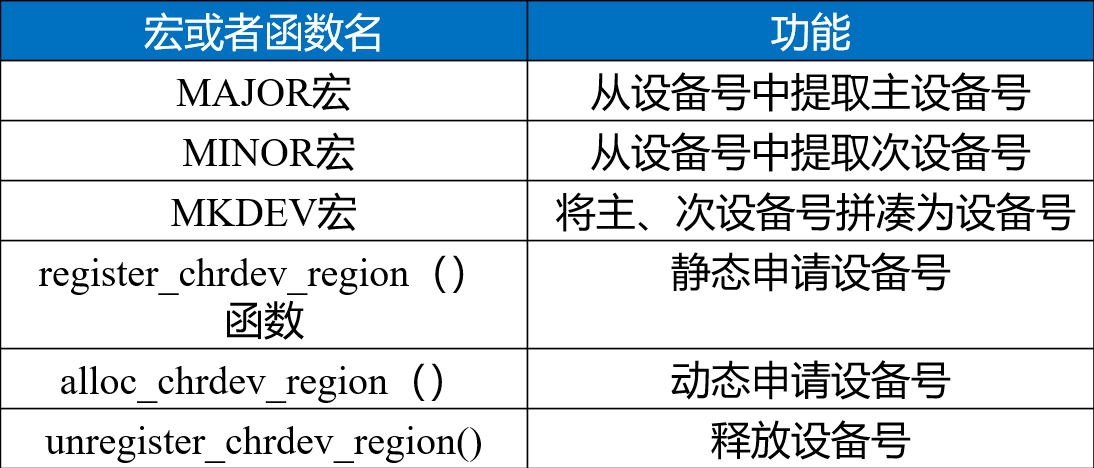 宏或者函数名 功能
MAJOR宏 从设备号中提取主设备号
MINOR宏 从设备号中提取次设备号
MKDEV宏 将主、次设备号拼凑为设备号
register_chrdev_region（） 静态申请设备号
函数
alloc_chrdev_region（） 动态申请设备号
unregister_chrdev_region() 释放设备号